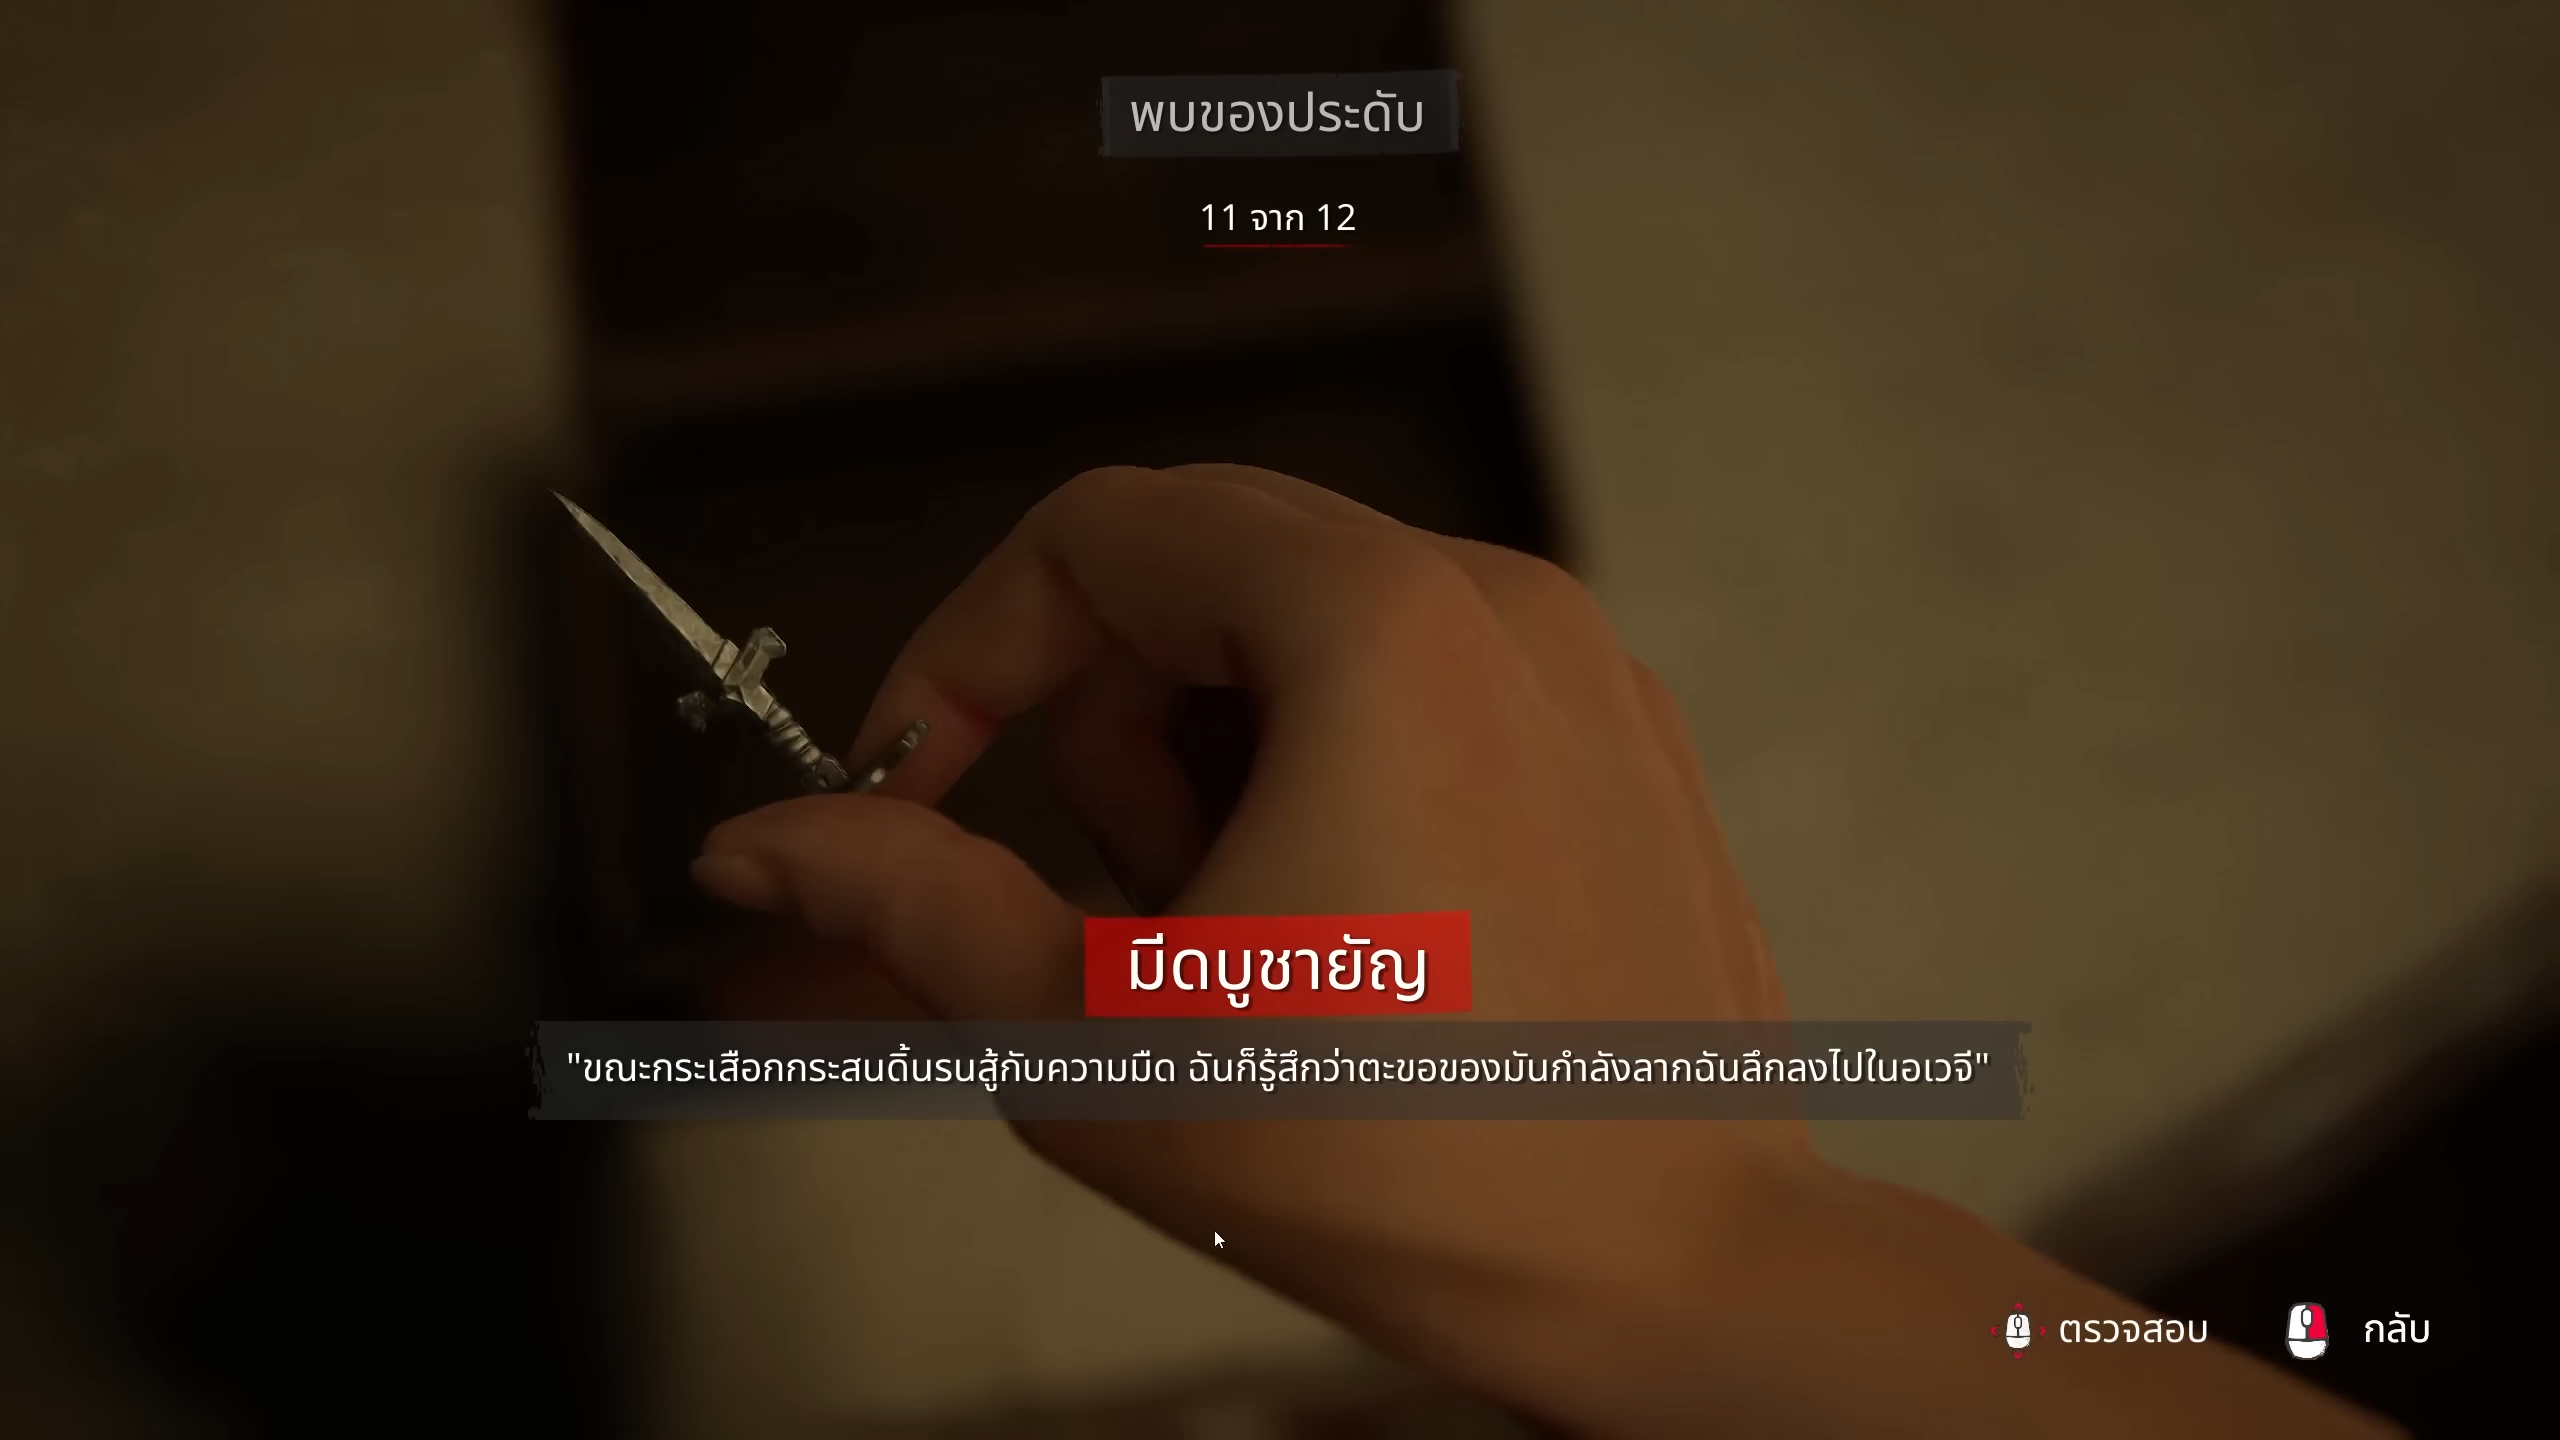 พบของประดับ
11 จาก 12
มีดบูชายัญ
"ขณะกระเสือกกระสนดิ้นรนสู้กับความมืด ฉันก็รู้สึกว่าตะขอของมันกำลังลากฉันลึกลงไปในอเวจี"
ตรวจสอบ กลับ